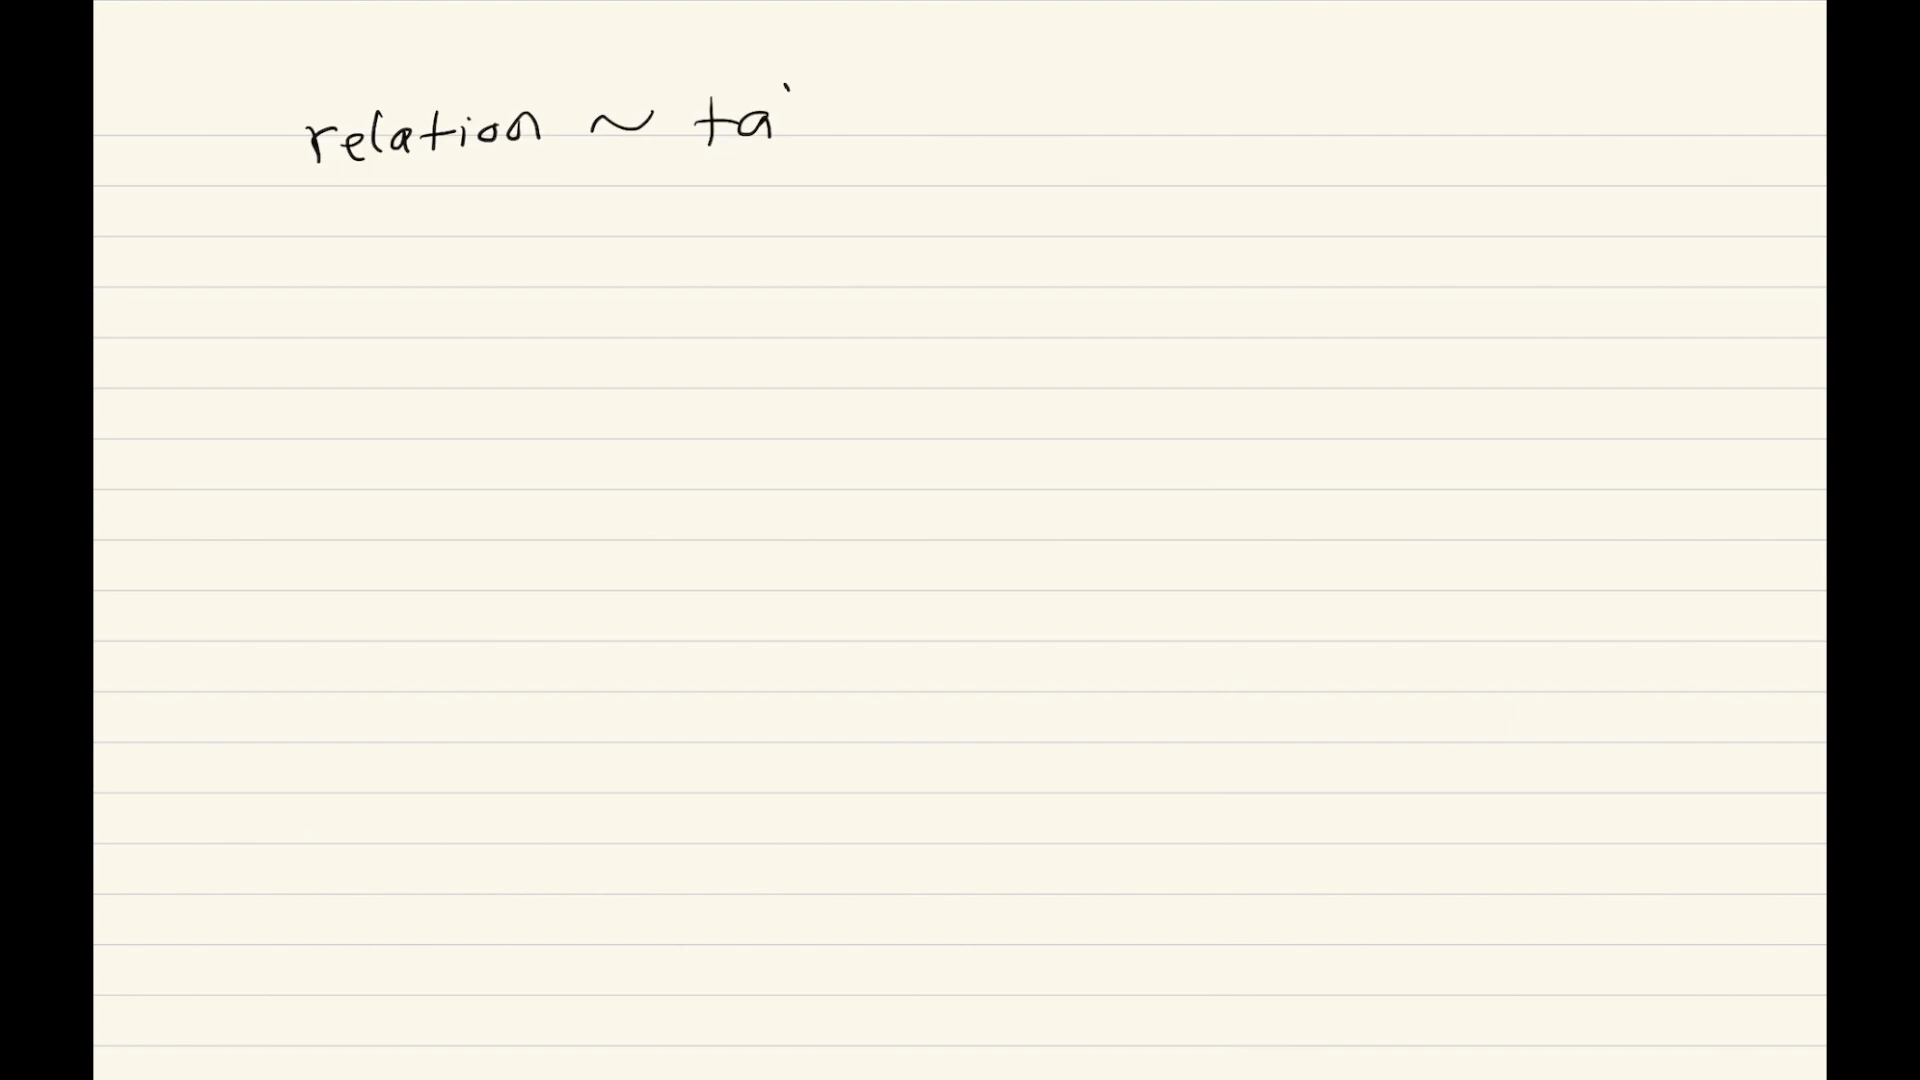 relation ~ ta